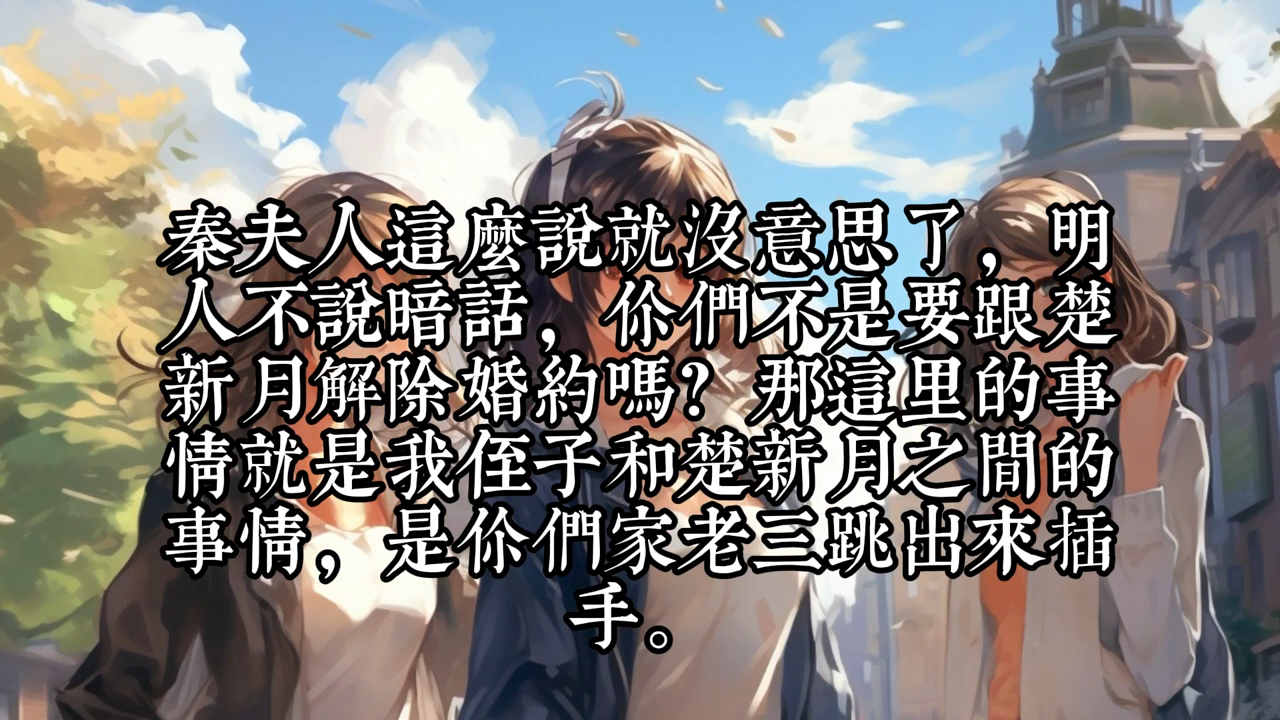 秦夫人這麼說就沒意思了，明
人不說暗話，你們不是要跟楚
新月解除婚約嗎？那這里的事
情就是我侄子和楚新月之間的
事情，是你們家老三跳出來插
手。